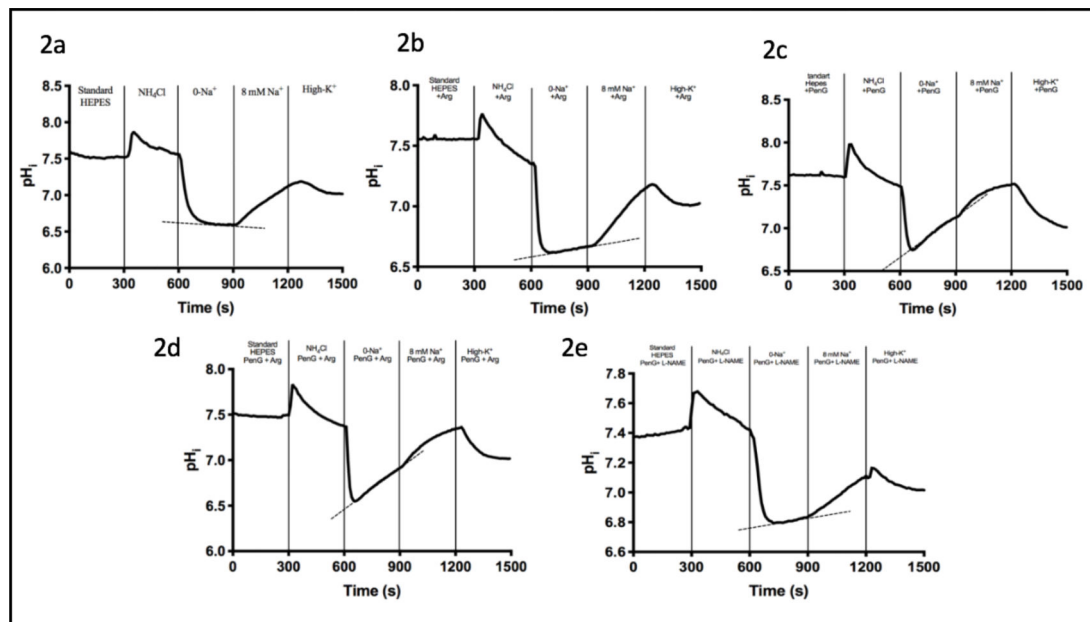 2a
Standard
HEPES
NH₄Cl
0-Na⁺
8 mM Na⁺
High-K⁺
8.5
8.0
7.5
7.0
6.5
6.0
pHᵢ
0 300 600 900 1200 1500
Time (s)
2b
Standard
HEPES
+Arg
NH₄Cl
+Arg
0-Na⁺
+Arg
8 mM Na⁺
+Arg
High-K⁺
+Arg
8.0
7.5
7.0
6.5
pHᵢ
0 300 600 900 1200 1500
Time (s)
2c
tandart
Hepes
+PenG
NH₄Cl
+PenG
0-Na⁺
+PenG
8 mM Na⁺
+PenG
High-K⁺
+PenG
8.5
8.0
7.5
7.0
6.5
pHᵢ
0 300 600 900 1200 1500
Time (s)
2d
Standard
HEPES
PenG + Arg
NH₄Cl
PenG + Arg
0-Na⁺
PenG + Arg
8 mM Na⁺
PenG + Arg
High-K⁺
PenG + Arg
8.0
7.5
7.0
6.5
6.0
pHᵢ
0 300 600 900 1200 1500
Time (s)
2e
Standard
HEPES
PenG+ L-NAME
NH₄Cl
PenG+ L-NAME
0-Na⁺
PenG+ L-NAME
8 mM Na⁺
PenG+ L-NAME
High-K⁺
PenG+ L-NAME
7.8
7.6
7.4
7.2
7.0
6.8
6.6
pHᵢ
0 300 600 900 1200 1500
Time (s)